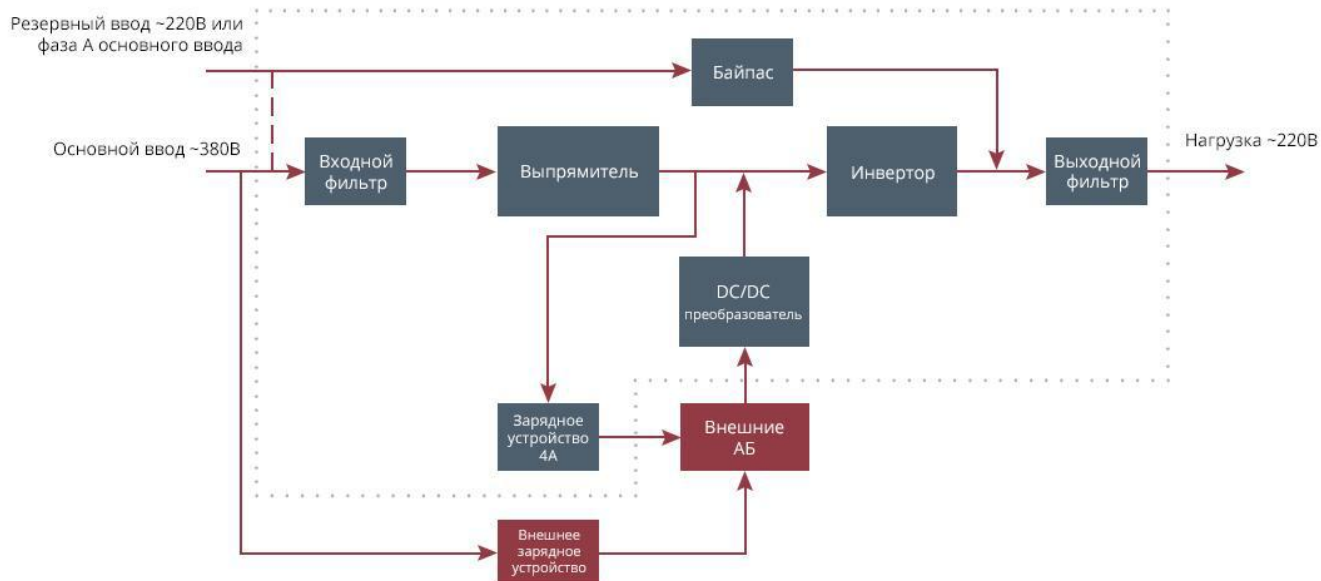 Резервный ввод ~220В или
фаза А основного ввода
Байпас
Основной ввод ~380В
Входной
фильтр
Выпрямитель
Инвертор
Выходной
фильтр
Нагрузка ~220В
DC/DC
преобразователь
Зарядное
устройство
4А
Внешние
АБ
Внешнее
зарядное
устройство